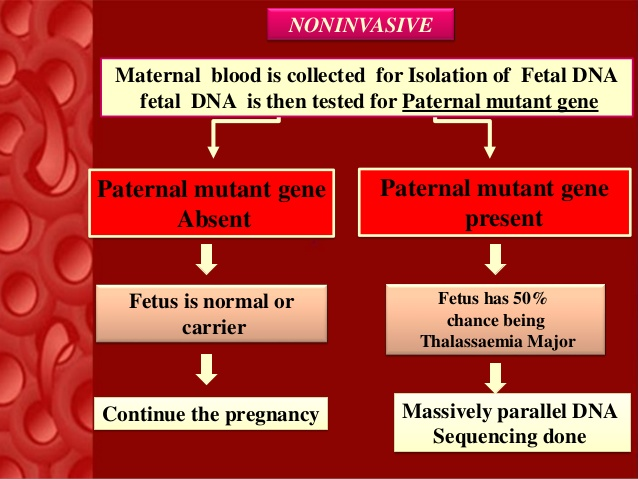 NONINVASIVE
Maternal blood is collected for Isolation of Fetal DNA
fetal DNA is then tested for Paternal mutant gene
Paternal mutant gene
Absent
Paternal mutant gene
present
Fetus is normal or
carrier
Fetus has 50%
chance being
Thalassaemia Major
Continue the pregnancy
Massively parallel DNA
Sequencing done